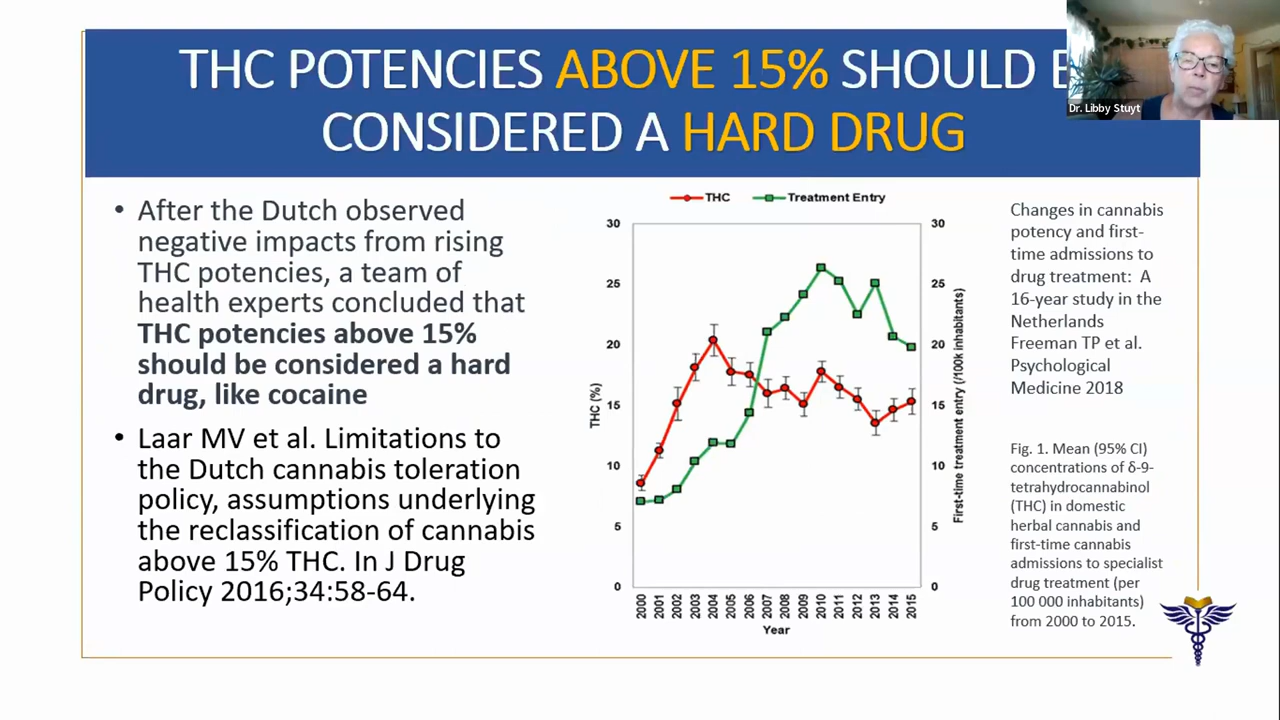 THC POTENCIES ABOVE 15% SHOULD
CONSIDERED A HARD DRUG
Dr. Libby Stuyt
• After the Dutch observed
negative impacts from rising
THC potencies, a team of
health experts concluded that
THC potencies above 15%
should be considered a hard
drug, like cocaine
• Laar MV et al. Limitations to
the Dutch cannabis toleration
policy, assumptions underlying
the reclassification of cannabis
above 15% THC. In J Drug
Policy 2016;34:58-64.
THC Treatment Entry
30
25
20
15
10
5
0
THC (%)
30
25
20
15
10
5
0
First-time treatment entry (/100k inhabitants)
2000 2001 2002 2003 2004 2005 2006 2007 2008 2009 2010 2011 2012 2013 2014 2015
Year
Changes in cannabis
potency and first-
time admissions to
drug treatment: A
16-year study in the
Netherlands
Freeman TP et al.
Psychological
Medicine 2018
Fig. 1. Mean (95% CI)
concentrations of δ-9-
tetrahydrocannabinol
(THC) in domestic
herbal cannabis and
first-time cannabis
admissions to specialist
drug treatment (per
100 000 inhabitants)
from 2000 to 2015.